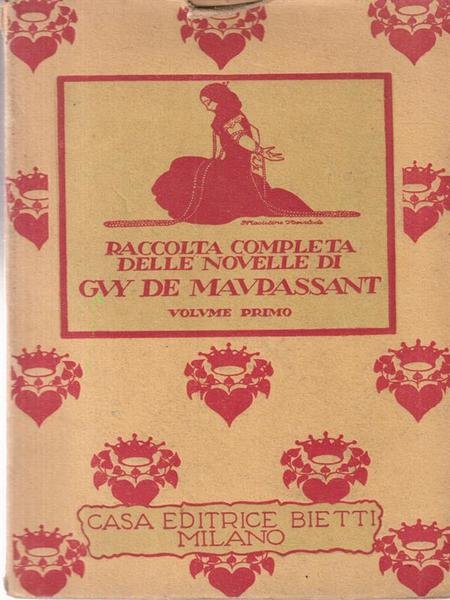 RACCOLTA COMPLETA
DELLE NOVELLE DI
GVY DE MAVPASSANT
VOLVME PRIMO
CASA EDITRICE BIETTI
MILANO